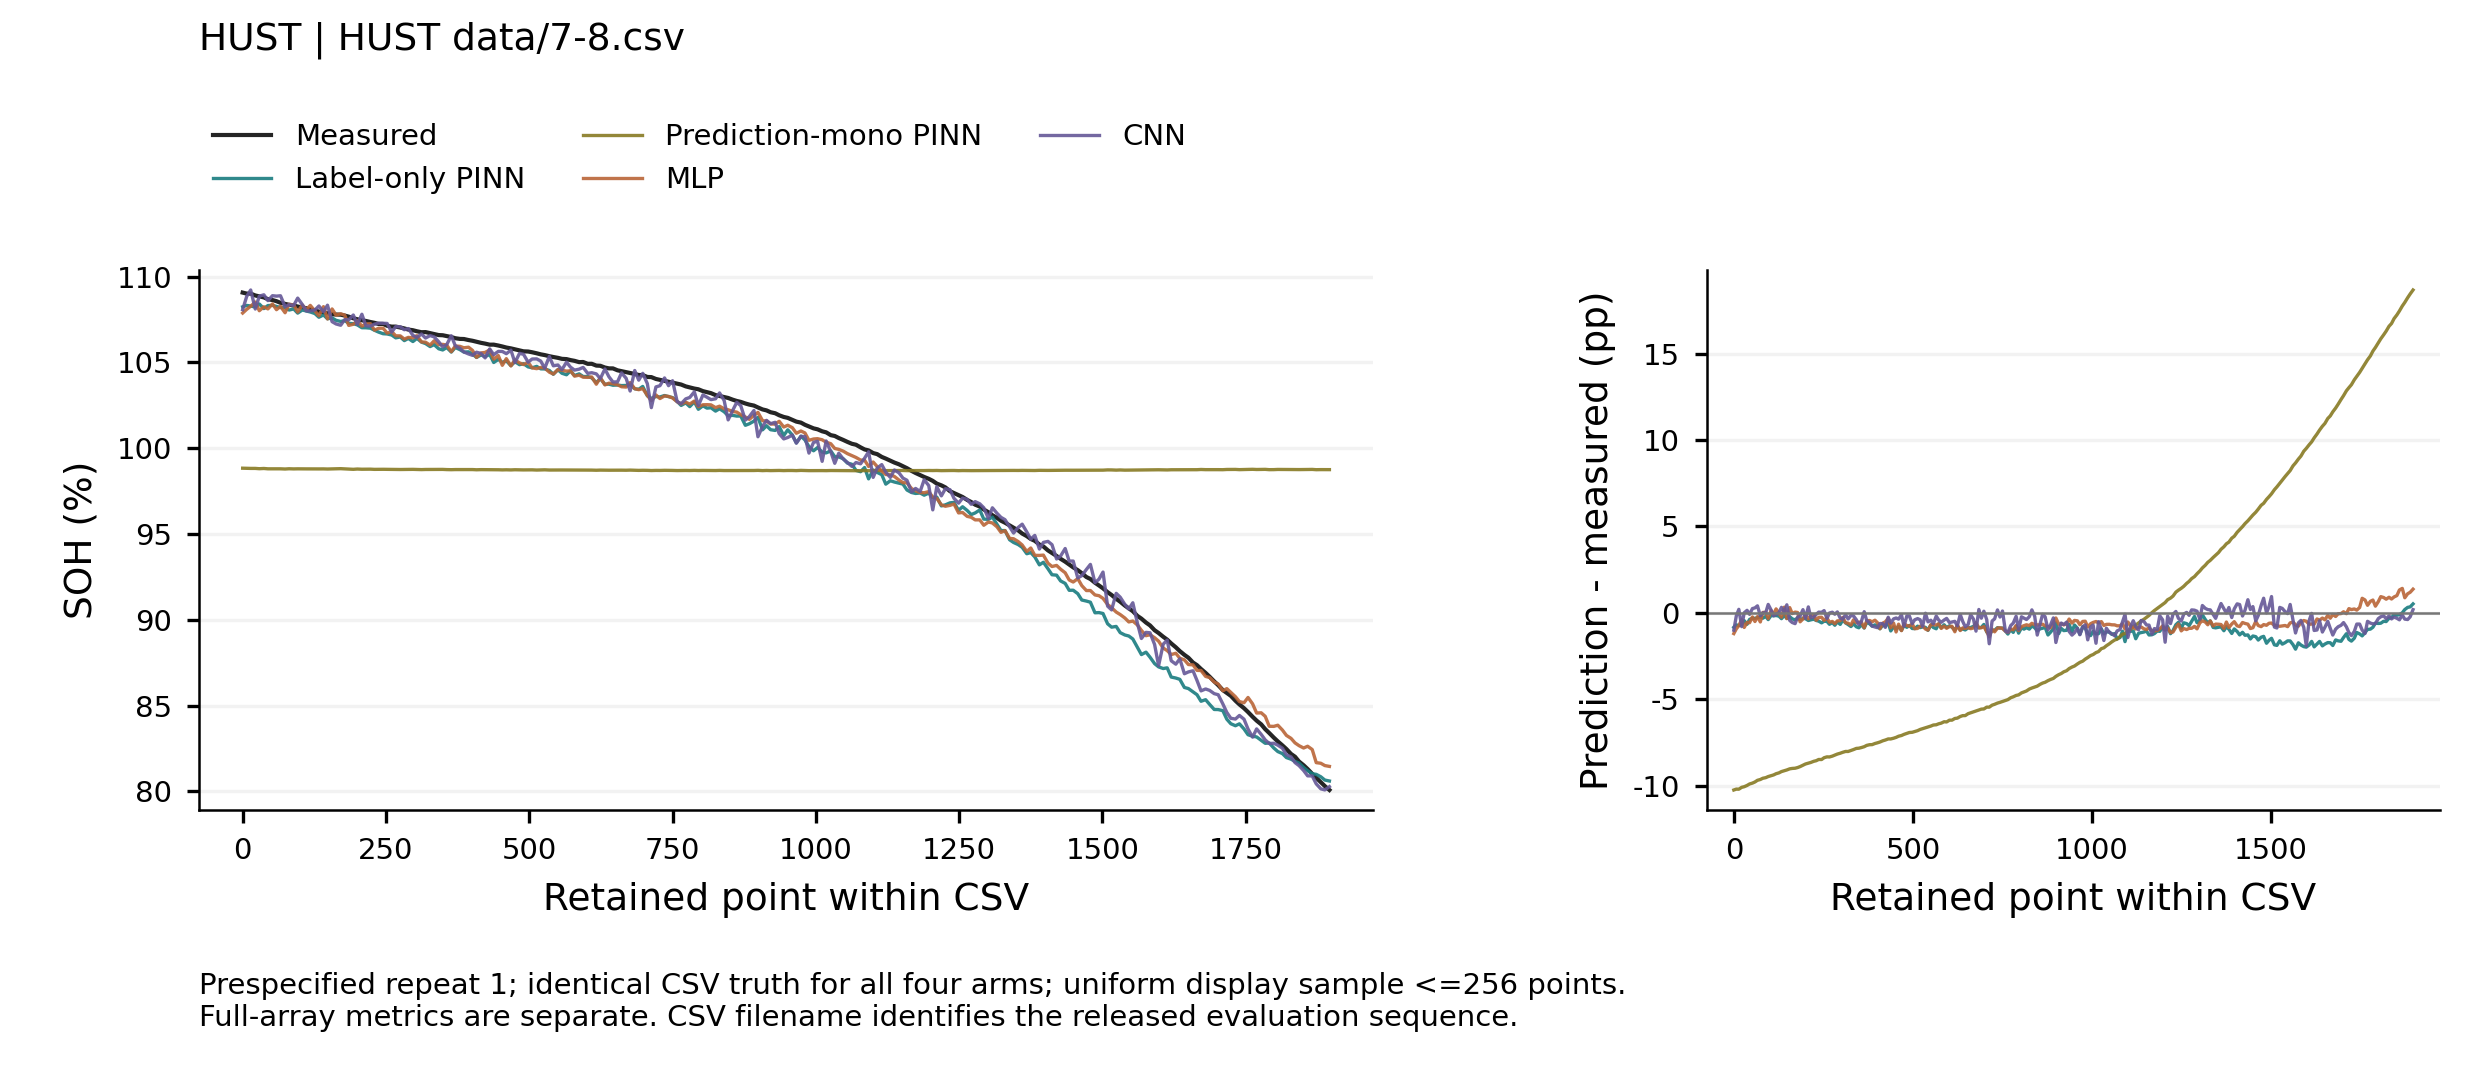 HUST | HUST data/7-8.csv
Measured
Prediction-mono PINN
CNN
Label-only PINN
MLP
SOH (%)
110
105
100
95
90
85
80
0 250 500 750 1000 1250 1500 1750
Retained point within CSV
Prediction - measured (pp)
15
10
5
0
-5
-10
0 500 1000 1500
Retained point within CSV
Prespecified repeat 1; identical CSV truth for all four arms; uniform display sample <=256 points.
Full-array metrics are separate. CSV filename identifies the released evaluation sequence.